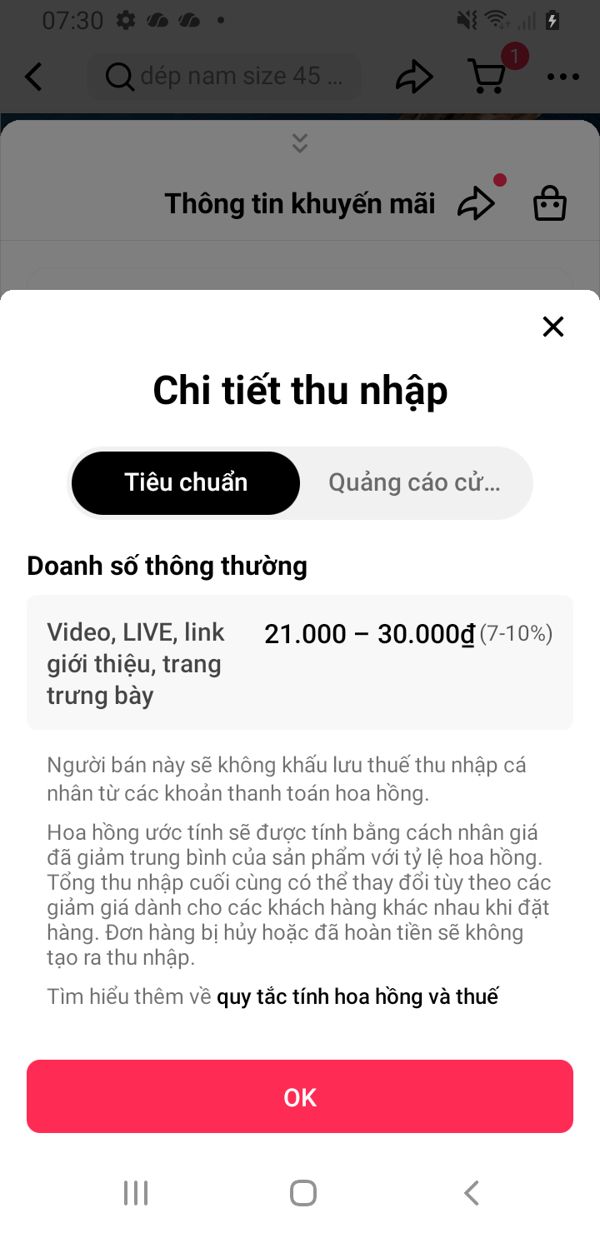 07:30
dép nam size 45 ...
1
Thông tin khuyến mãi
Chi tiết thu nhập
Tiêu chuẩn
Quảng cáo cử...
Doanh số thông thường
Video, LIVE, link 21.000 – 30.000₫ (7-10%)
giới thiệu, trang
trưng bày
Người bán này sẽ không khấu lưu thuế thu nhập cá
nhân từ các khoản thanh toán hoa hồng.
Hoa hồng ước tính sẽ được tính bằng cách nhân giá
đã giảm trung bình của sản phẩm với tỷ lệ hoa hồng.
Tổng thu nhập cuối cùng có thể thay đổi tùy theo các
giảm giá dành cho các khách hàng khác nhau khi đặt
hàng. Đơn hàng bị hủy hoặc đã hoàn tiền sẽ không
tạo ra thu nhập.
Tìm hiểu thêm về quy tắc tính hoa hồng và thuế
OK